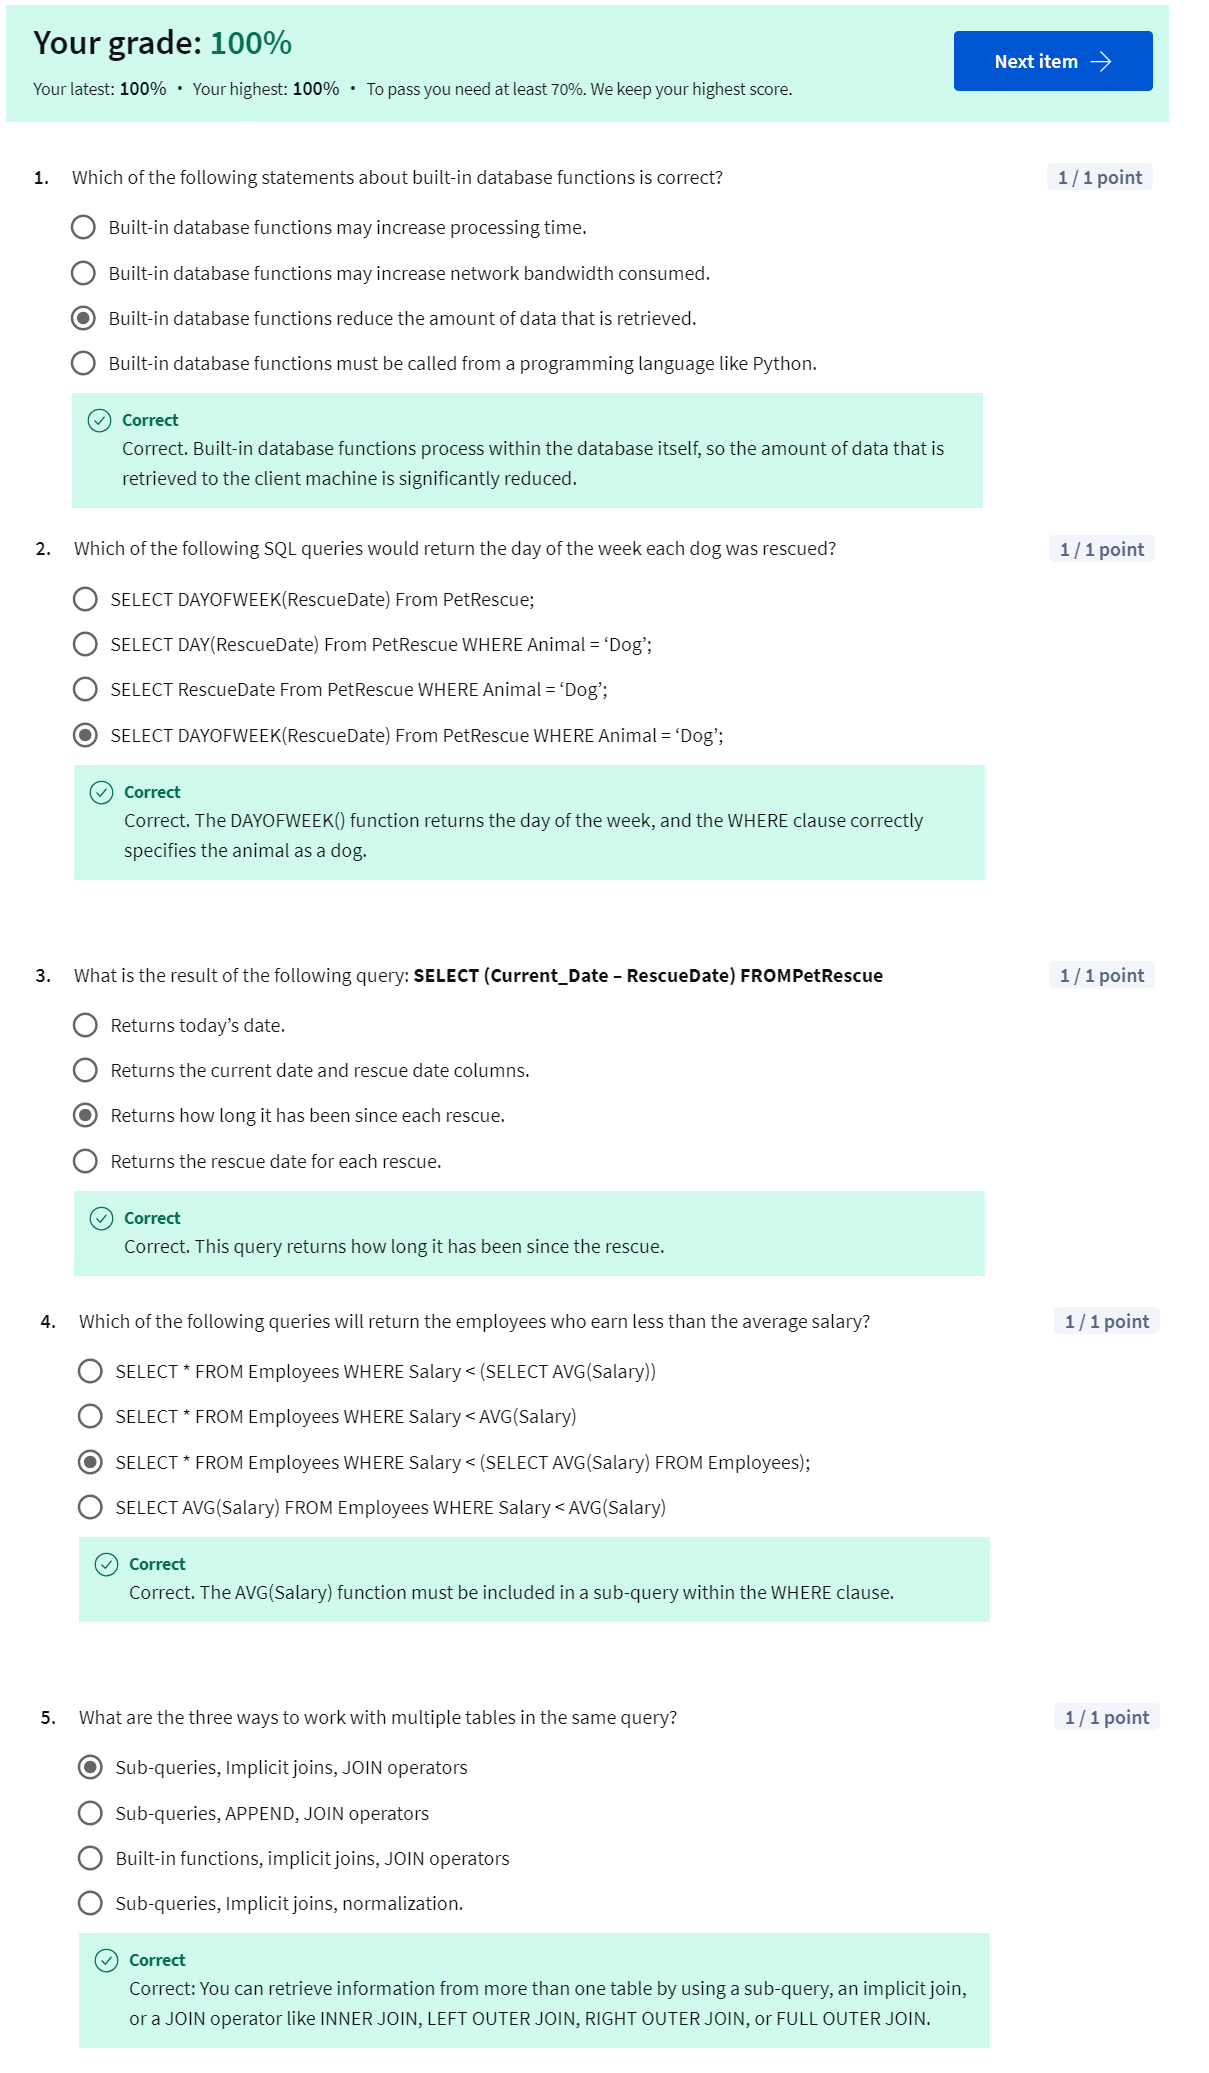 Your grade: 100%
Next item →
Your latest: 100% • Your highest: 100% • To pass you need at least 70%. We keep your highest score.
1. Which of the following statements about built-in database functions is correct? 1 / 1 point
Built-in database functions may increase processing time.
Built-in database functions may increase network bandwidth consumed.
Built-in database functions reduce the amount of data that is retrieved.
Built-in database functions must be called from a programming language like Python.
Correct
Correct. Built-in database functions process within the database itself, so the amount of data that is
retrieved to the client machine is significantly reduced.
2. Which of the following SQL queries would return the day of the week each dog was rescued? 1 / 1 point
SELECT DAYOFWEEK(RescueDate) From PetRescue;
SELECT DAY(RescueDate) From PetRescue WHERE Animal = ‘Dog’;
SELECT RescueDate From PetRescue WHERE Animal = ‘Dog’;
SELECT DAYOFWEEK(RescueDate) From PetRescue WHERE Animal = ‘Dog’;
Correct
Correct. The DAYOFWEEK() function returns the day of the week, and the WHERE clause correctly
specifies the animal as a dog.
3. What is the result of the following query: SELECT (Current_Date – RescueDate) FROMPetRescue 1 / 1 point
Returns today’s date.
Returns the current date and rescue date columns.
Returns how long it has been since each rescue.
Returns the rescue date for each rescue.
Correct
Correct. This query returns how long it has been since the rescue.
4. Which of the following queries will return the employees who earn less than the average salary? 1 / 1 point
SELECT * FROM Employees WHERE Salary < (SELECT AVG(Salary))
SELECT * FROM Employees WHERE Salary < AVG(Salary)
SELECT * FROM Employees WHERE Salary < (SELECT AVG(Salary) FROM Employees);
SELECT AVG(Salary) FROM Employees WHERE Salary < AVG(Salary)
Correct
Correct. The AVG(Salary) function must be included in a sub-query within the WHERE clause.
5. What are the three ways to work with multiple tables in the same query? 1 / 1 point
Sub-queries, Implicit joins, JOIN operators
Sub-queries, APPEND, JOIN operators
Built-in functions, implicit joins, JOIN operators
Sub-queries, Implicit joins, normalization.
Correct
Correct: You can retrieve information from more than one table by using a sub-query, an implicit join,
or a JOIN operator like INNER JOIN, LEFT OUTER JOIN, RIGHT OUTER JOIN, or FULL OUTER JOIN.